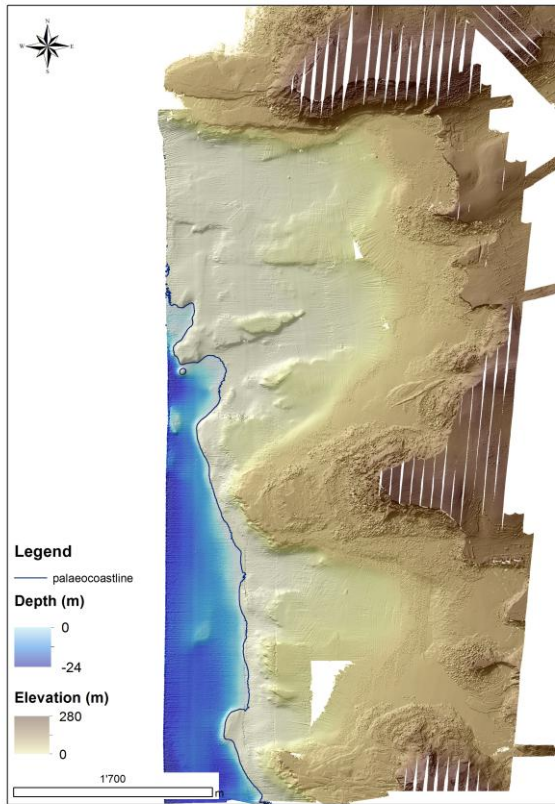 N
W E
S
Legend
palaeocoastline
Depth (m)
0
-24
Elevation (m)
280
0
1'700
m